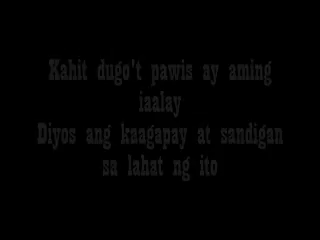 Kahit dugo't pawis ay aming
iaalay
Diyos ang kaagapay at sandigan
sa lahat ng ito